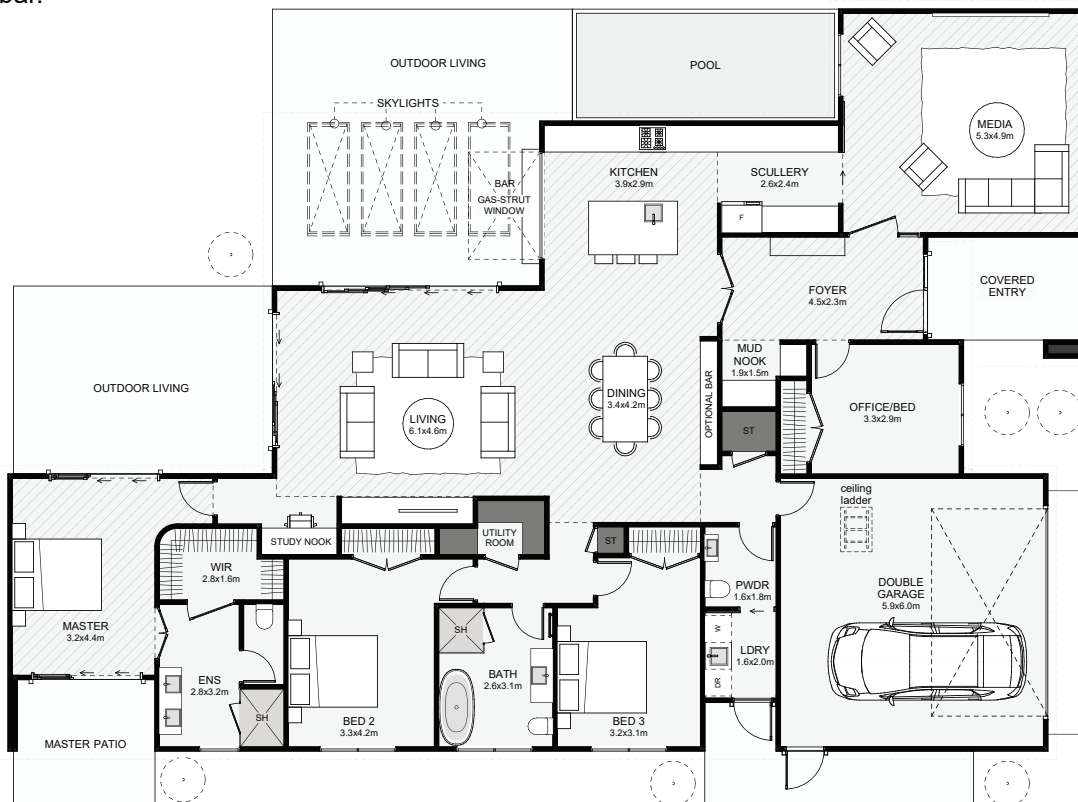 bar.
OUTDOOR LIVING
POOL
SKYLIGHTS
MEDIA
5.3x4.9m
KITCHEN
3.9x2.9m
SCULLERY
2.6x2.4m
BAR
GAS-STRUT
WINDOW
F
FOYER
4.5x2.3m
COVERED
ENTRY
MUD
NOOK
1.9x1.5m
OUTDOOR LIVING
LIVING
6.1x4.6m
DINING
3.4x4.2m
OPTIONAL BAR
OFFICE/BED
3.3x2.9m
ST
ceiling
ladder
STUDY NOOK
UTILITY
ROOM
ST
WIR
2.8x1.6m
PWDR
1.6x1.8m
DOUBLE
GARAGE
5.9x6.0m
MASTER
3.2x4.4m
SH
W
LDRY
1.6x2.0m
DR
ENS
2.8x3.2m
BATH
2.6x3.1m
SH
BED 2
3.3x4.2m
BED 3
3.2x3.1m
MASTER PATIO